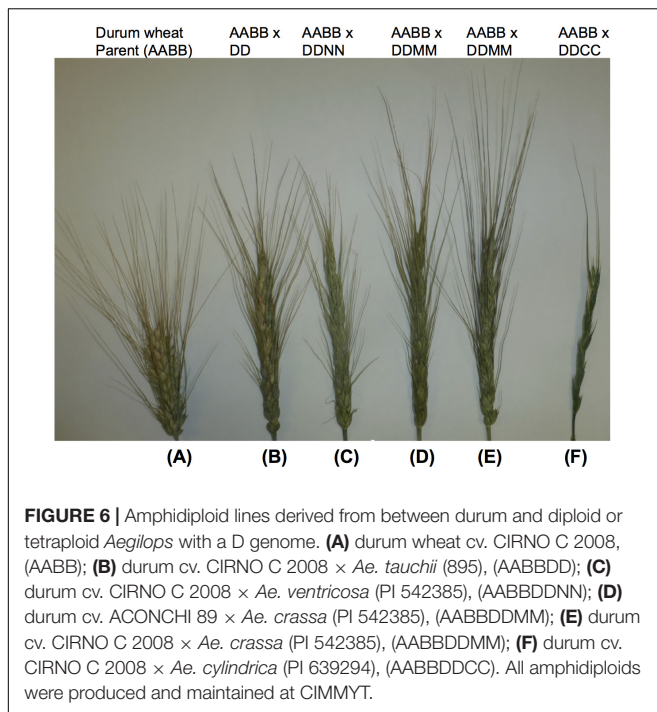 Durum wheat AABB x AABB x AABB x AABB x AABB x
Parent (AABB) DD DDNN DDMM DDMM DDCC
(A) (B) (C) (D) (E) (F)
FIGURE 6 | Amphidiploid lines derived from between durum and diploid or
tetraploid Aegilops with a D genome. (A) durum wheat cv. CIRNO C 2008,
(AABB); (B) durum cv. CIRNO C 2008 × Ae. tauchii (895), (AABBDD); (C)
durum cv. CIRNO C 2008 × Ae. ventricosa (PI 542385), (AABBDDNN); (D)
durum cv. ACONCHI 89 × Ae. crassa (PI 542385), (AABBDDMM); (E) durum
cv. CIRNO C 2008 × Ae. crassa (PI 542385), (AABBDDMM); (F) durum cv.
CIRNO C 2008 × Ae. cylindrica (PI 639294), (AABBDDCC). All amphidiploids
were produced and maintained at CIMMYT.